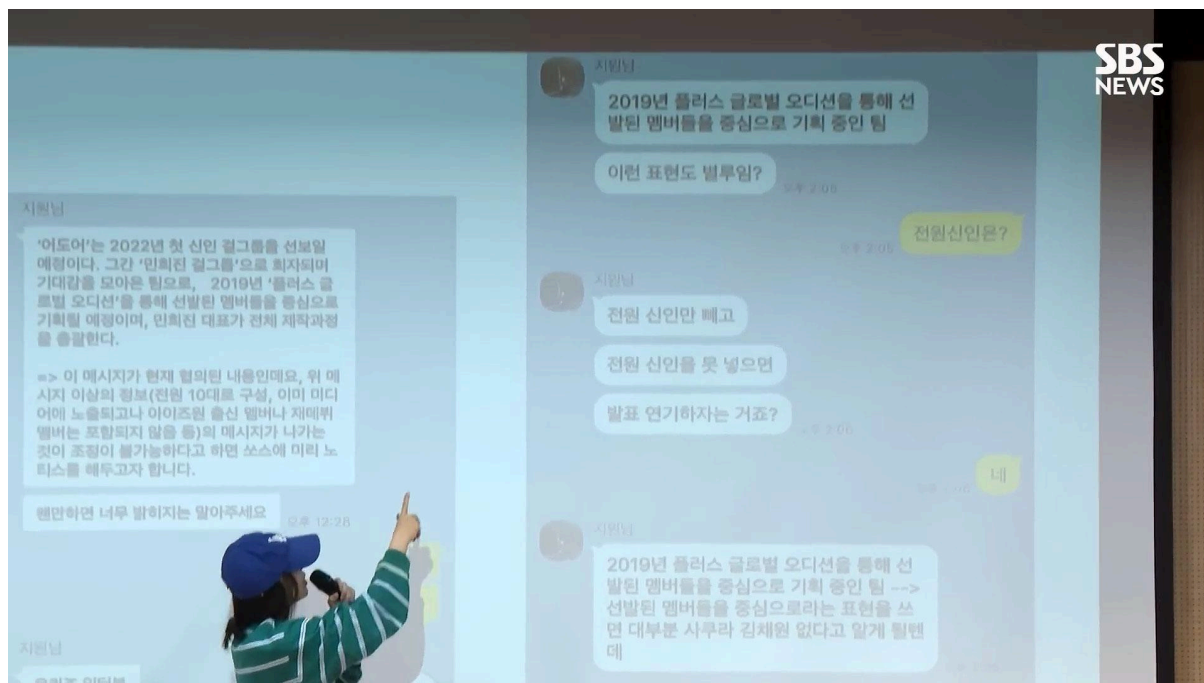 SBS
NEWS
지원님
'어도어'는 2022년 첫 신인 걸그룹을 선보일
예정이다. 그간 '민희진 걸그룹'으로 회자되며
기대감을 모아온 팀으로, 2019년 '플러스 글
로벌 오디션'을 통해 선발된 멤버들을 중심으로
기획될 예정이며, 민희진 대표가 전체 제작과정
을 총괄한다.
=> 이 메시지가 현재 협의된 내용인데요, 위 메
시지 이상의 정보(전원 10대로 구성, 이미 미디
어에 노출되고나 아이즈원 출신 멤버나 재데뷔
멤버는 포함되지 않음 등)의 메시지가 나가는
것이 조정이 불가능하다고 하면 쏘스에 미리 노
티스를 해두고자 합니다.
웬만하면 너무 밝히지는 말아주세요
오후 12:28
지원님
지원님
2019년 플러스 글로벌 오디션을 통해 선
발된 멤버들을 중심으로 기획 중인 팀
이런 표현도 별루임?
오후 2:05
전원신인은?
오후 2:05
지원님
전원 신인만 빼고
전원 신인을 못 넣으면
발표 연기하자는 거죠?
오후 2:06
네
지원님
2019년 플러스 글로벌 오디션을 통해 선
발된 멤버들을 중심으로 기획 중인 팀 -->
선발된 멤버들을 중심으로라는 표현을 쓰
면 대부분 사쿠라 김채원 없다고 알게 될텐
데